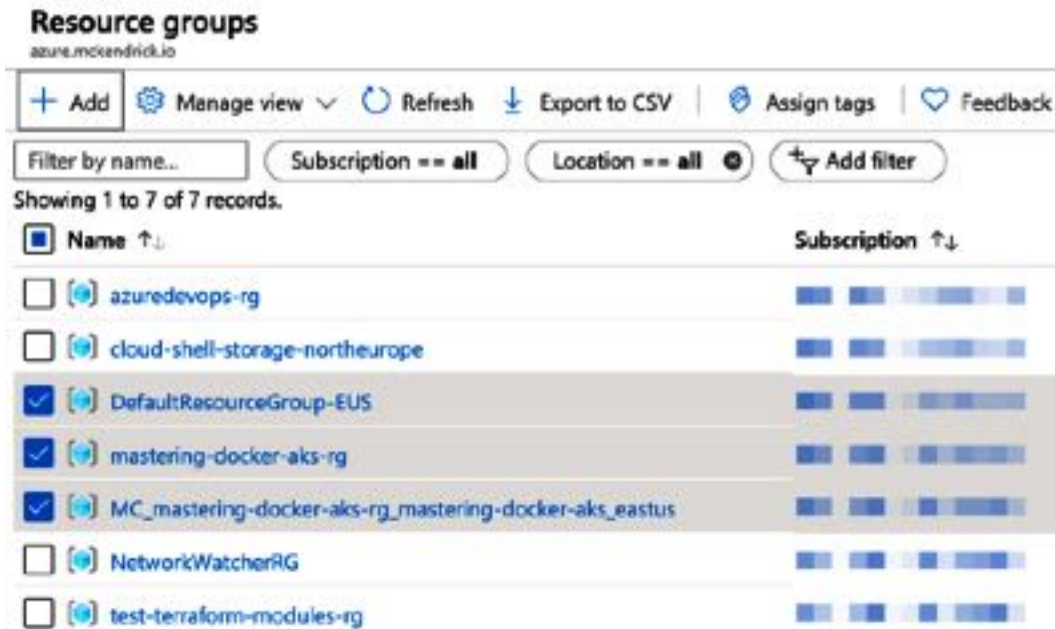 Resource groups
azure.mckendrick.io
Add Manage view Refresh Export to CSV Assign tags Feedback
Filter by name... Subscription == all Location == all Add filter
Showing 1 to 7 of 7 records.
Name Subscription
azuredevops-rg
cloud-shell-storage-northeurope
DefaultResourceGroup-EUS
mastering-docker-aks-rg
MC_mastering-docker-aks-rg_mastering-docker-aks_eastus
NetworkWatcherRG
test-terraform-modules-rg